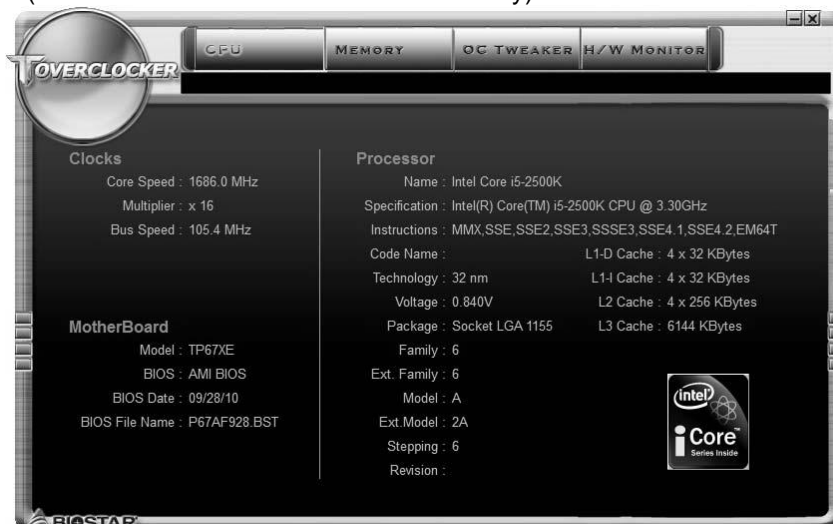 CPU
MEMORY
OC TWEAKER
H/W MONITOR
TOVERCLOCKER
Clocks
Core Speed : 1686.0 MHz
Multiplier : x 16
Bus Speed : 105.4 MHz
MotherBoard
Model : TP67XE
BIOS : AMI BIOS
BIOS Date : 09/28/10
BIOS File Name : P67AF928.BST
Processor
Name : Intel Core i5-2500K
Specification : Intel(R) Core(TM) i5-2500K CPU @ 3.30GHz
Instructions : MMX,SSE,SSE2,SSE3,SSSE3,SSE4.1,SSE4.2,EM64T
Code Name : L1-D Cache : 4 x 32 KBytes
Technology : 32 nm L1-I Cache : 4 x 32 KBytes
Voltage : 0.840V L2 Cache : 4 x 256 KBytes
Package : Socket LGA 1155 L3 Cache : 6144 KBytes
Family : 6
Ext. Family : 6
Model : A
Ext.Model : 2A
Stepping : 6
Revision :
intel
Core™
Series Inside
BIOSTAR